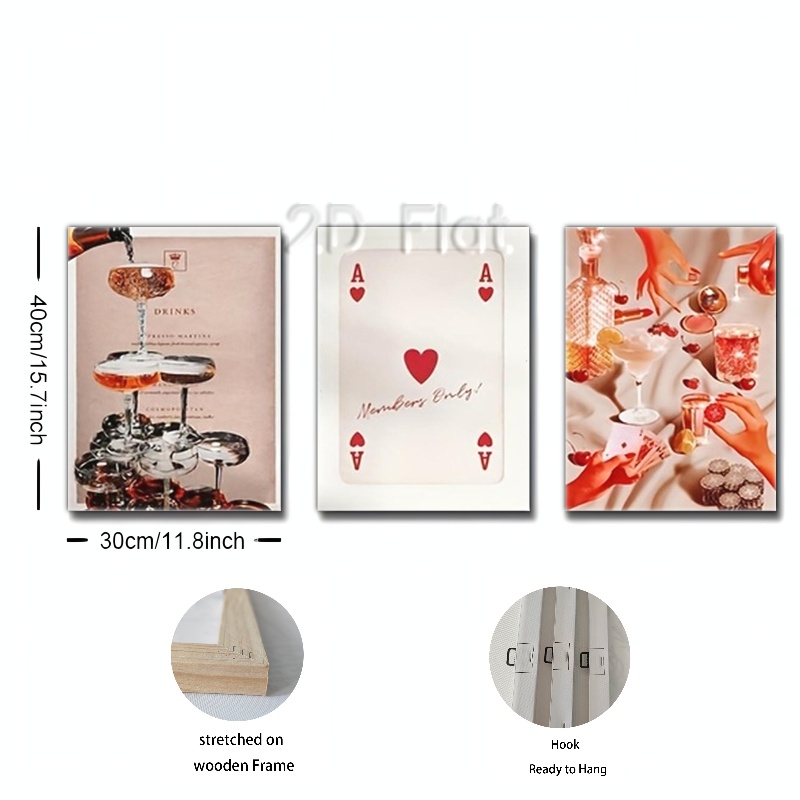 2D Flat
40cm/15.7inch
DRINKS
COSMOPOLITAN
A A
Members Only!
A A
30cm/11.8inch
stretched on
wooden Frame
Hook
Ready to Hang